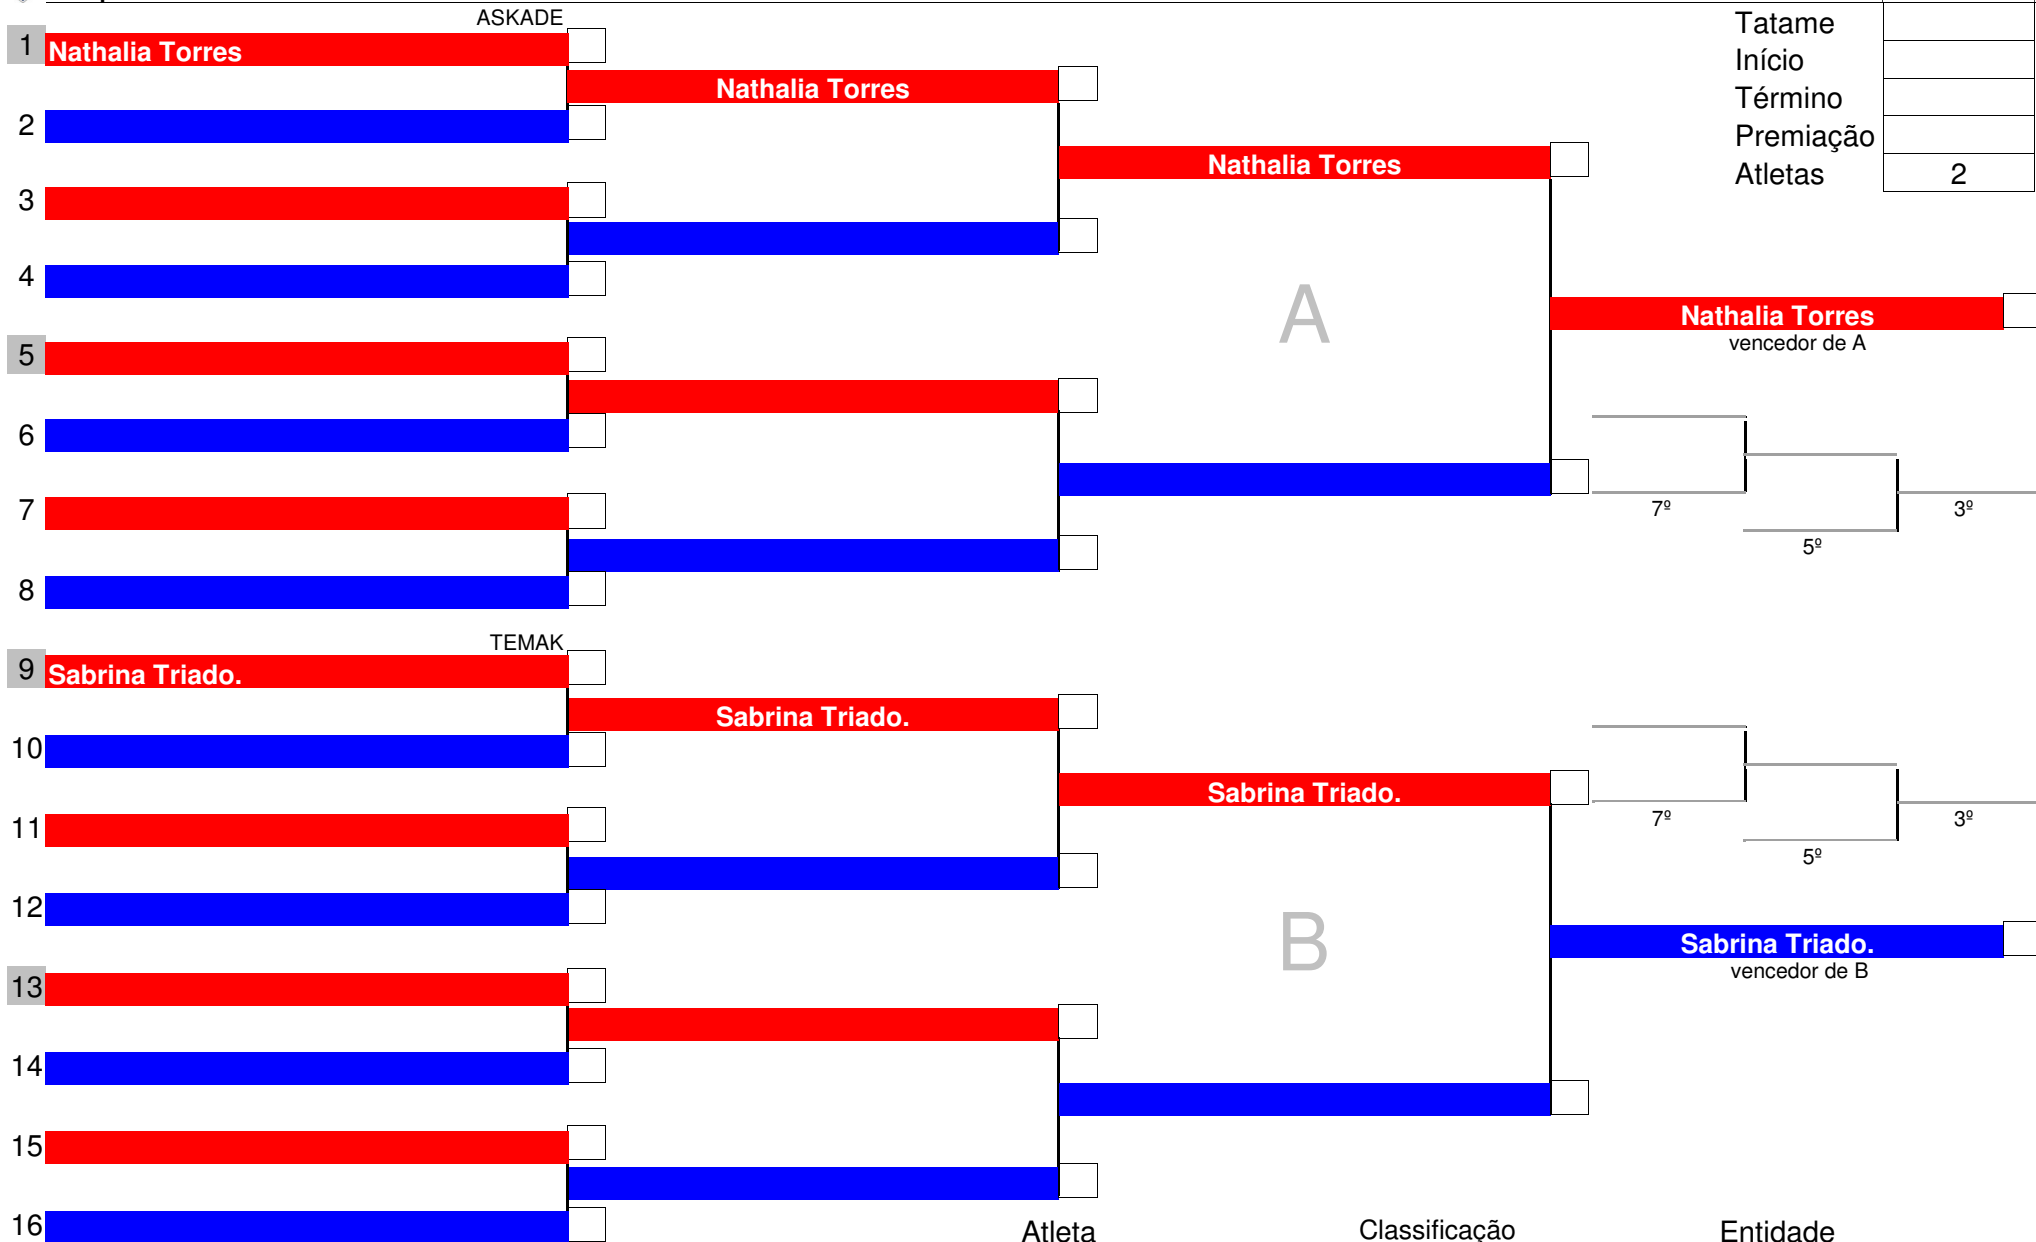 ASKADE
Tatame
1 Nathalia Torres
Início
Nathalia Torres
Término
2
Premiação
Nathalia Torres
Atletas 2
3
4
A
Nathalia Torres
vencedor de A
5
6
7
7º 3º
5º
8
TEMAK
9 Sabrina Triado.
Sabrina Triado.
10
Sabrina Triado.
11
7º 3º
5º
12
B
Sabrina Triado.
vencedor de B
13
14
15
16
Atleta Classificação Entidade